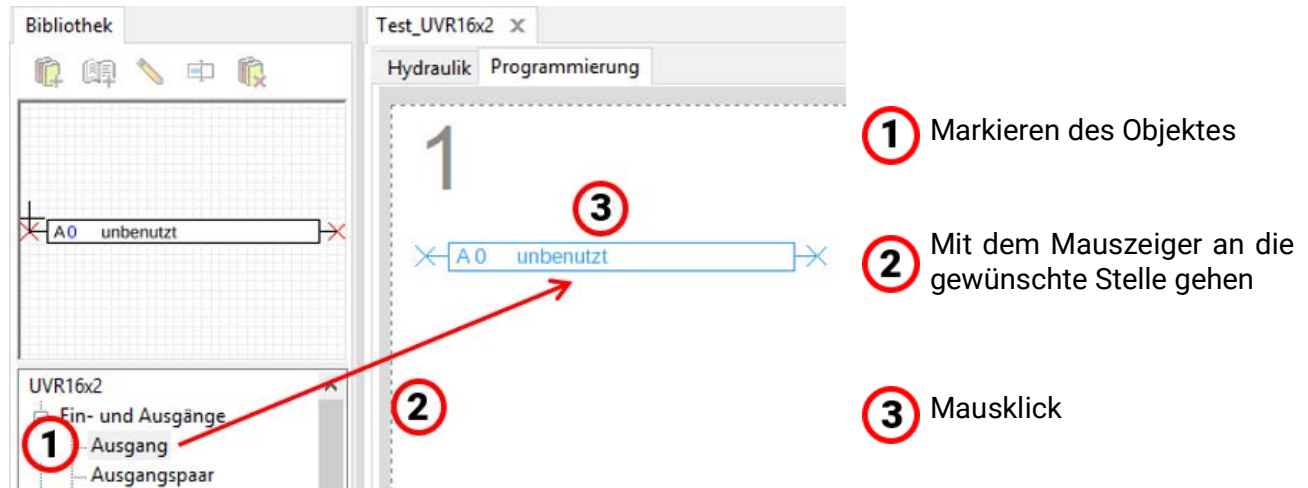 Bibliothek
Test_UVR16x2 X
Hydraulik Programmierung
1
A 0 unbenutzt
3
A 0 unbenutzt
2
UVR16x2
Ein- und Ausgänge
1
Ausgang
Ausgangspaar
1 Markieren des Objektes
2 Mit dem Mauszeiger an die
gewünschte Stelle gehen
3 Mausklick